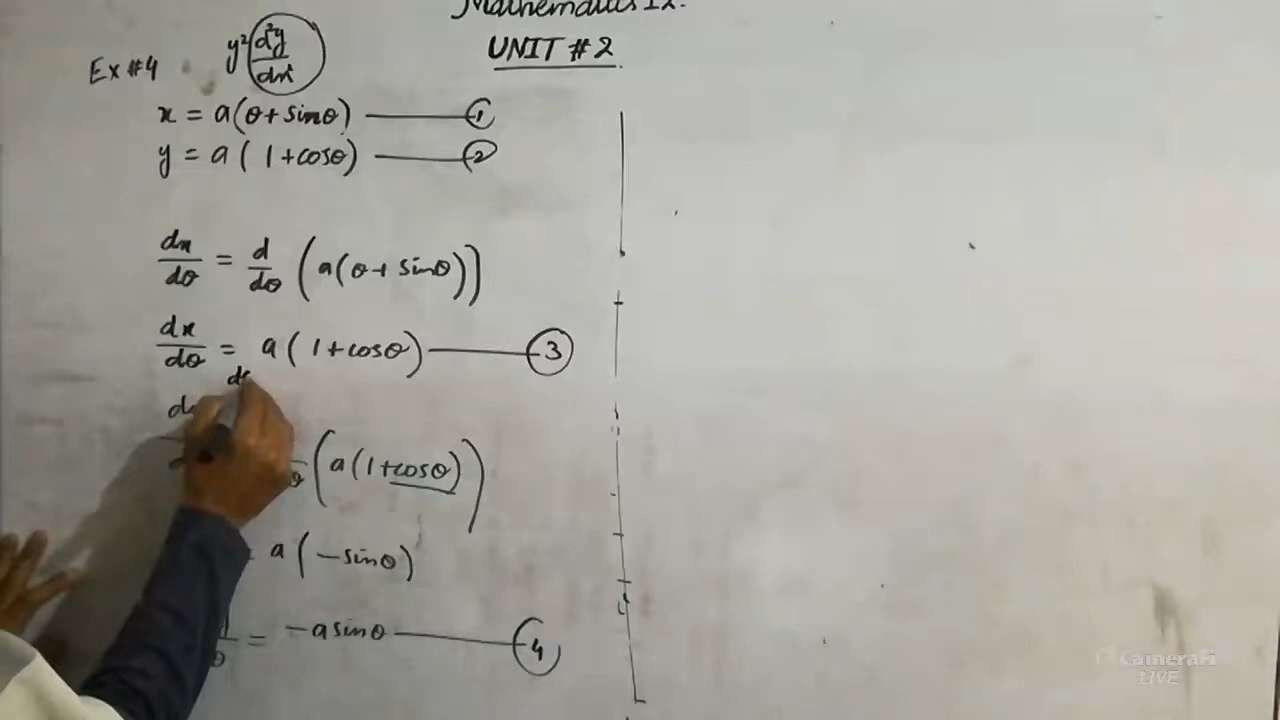 Mathematics IX.
UNIT # 2
Ex #4 y² d²y/dx²
x = a(θ + sinθ) ——— ①
y = a ( 1 + cosθ) ——— ②
dx/dθ = d/dθ (a(θ + sinθ))
dx/dθ = a ( 1 + cosθ) ——— ③
(a (1 + cosθ))
a ( − sinθ)
= −a sinθ ——— ④
CameraFi
LIVE